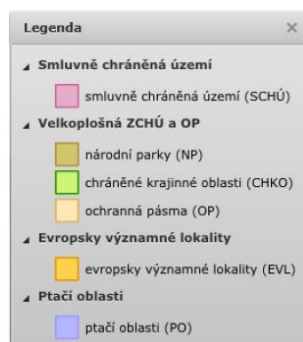 Legenda
Smluvně chráněná území
smluvně chráněná území (SCHÚ)
Velkoplošná ZCHÚ a OP
národní parky (NP)
chráněné krajinné oblasti (CHKO)
ochranná pásma (OP)
Evropsky významné lokality
evropsky významné lokality (EVL)
Ptačí oblasti
ptačí oblasti (PO)